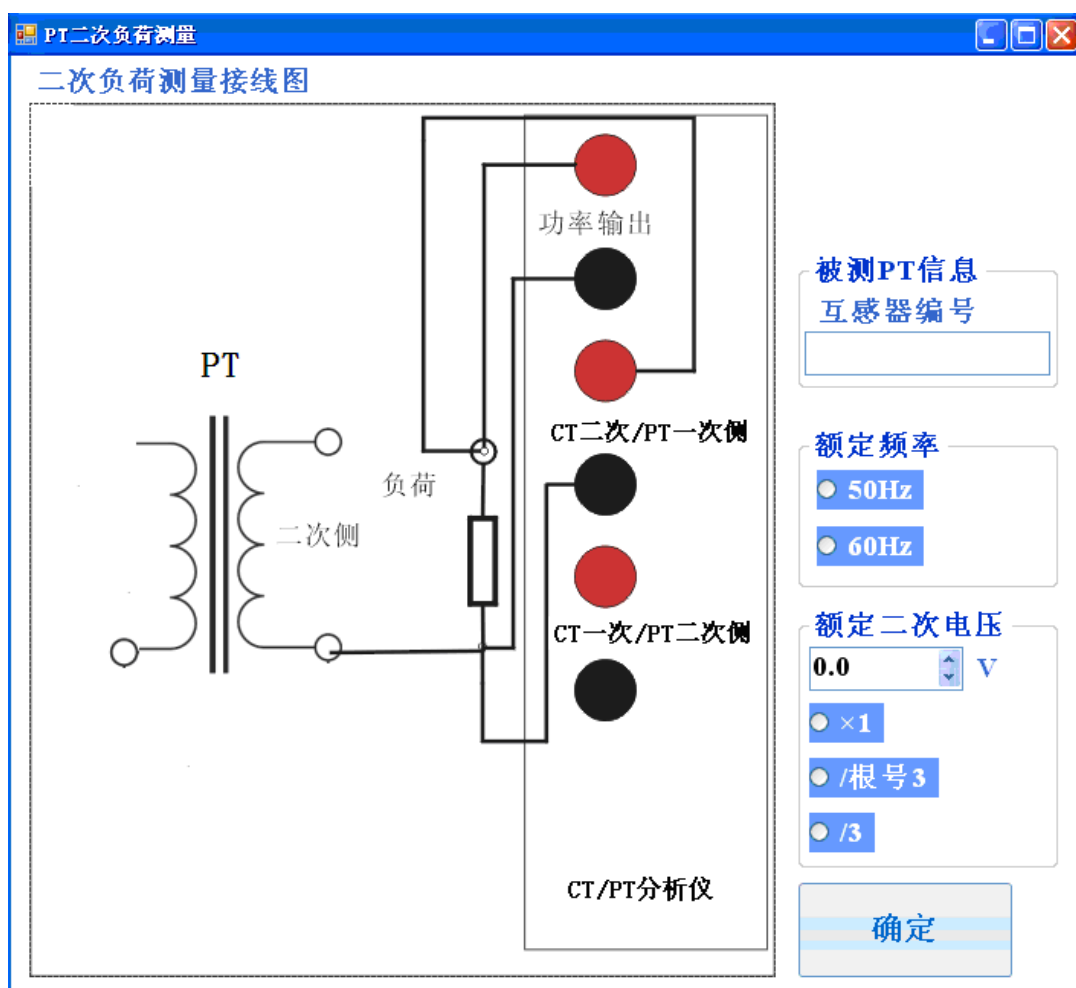 PT二次负荷测量
二次负荷测量接线图
功率输出
PT
CT二次/PT一次侧
负荷
二次侧
CT一次/PT二次侧
CT/PT分析仪
被测PT信息
互感器编号
额定频率
50Hz
60Hz
额定二次电压
0.0 V
×1
/根号3
/3
确定